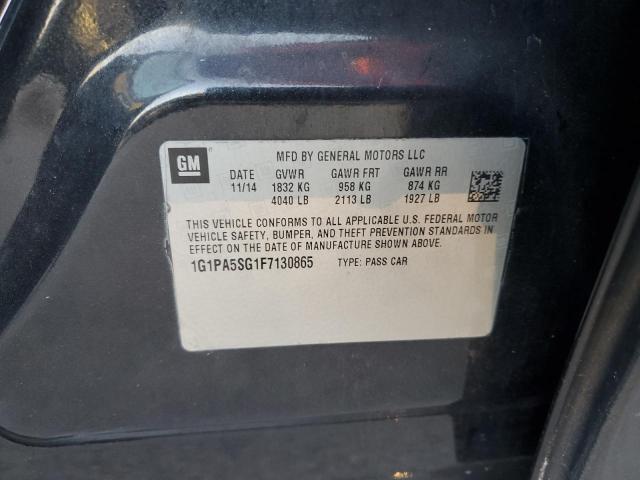 GM
MFD BY GENERAL MOTORS LLC
DATE GVWR GAWR FRT GAWR RR
11/14 1832 KG 958 KG 874 KG
4040 LB 2113 LB 1927 LB
THIS VEHICLE CONFORMS TO ALL APPLICABLE U.S. FEDERAL MOTOR
VEHICLE SAFETY, BUMPER, AND THEFT PREVENTION STANDARDS IN
EFFECT ON THE DATE OF MANUFACTURE SHOWN ABOVE.
1G1PA5SG1F7130865 TYPE: PASS CAR